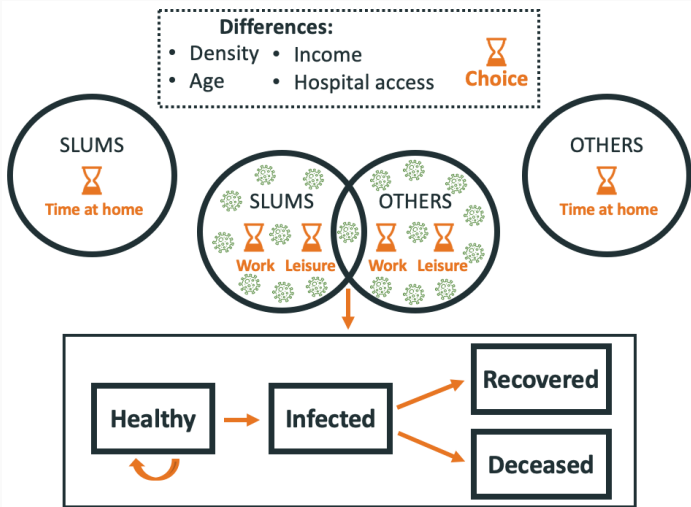 Differences:
• Density • Income
• Age • Hospital access
Choice
SLUMS
Time at home
SLUMS
Work Leisure
OTHERS
Work Leisure
OTHERS
Time at home
Healthy
Infected
Recovered
Deceased